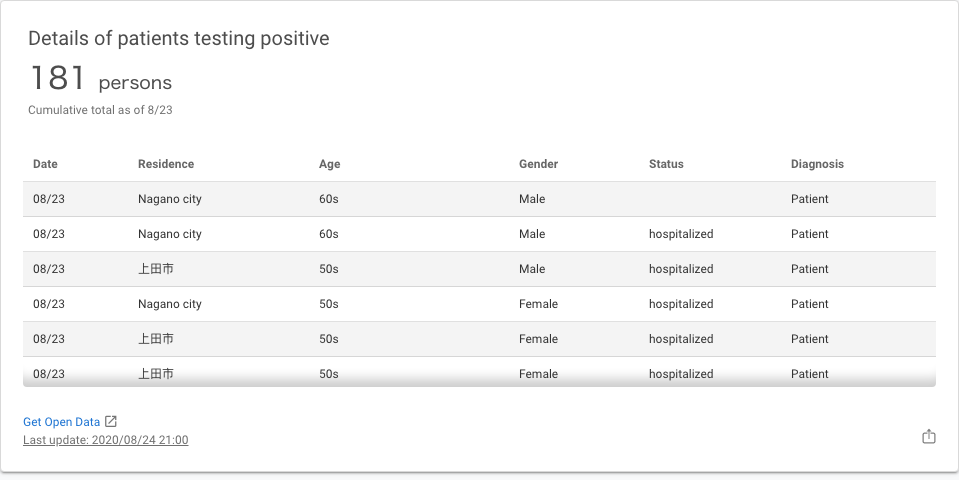 Details of patients testing positive
181 persons
Cumulative total as of 8/23
Date Residence Age Gender Status Diagnosis
08/23 Nagano city 60s Male Patient
08/23 Nagano city 60s Male hospitalized Patient
08/23 上田市 50s Male hospitalized Patient
08/23 Nagano city 50s Female hospitalized Patient
08/23 上田市 50s Female hospitalized Patient
08/23 上田市 50s Female hospitalized Patient
Get Open Data
Last update: 2020/08/24 21:00